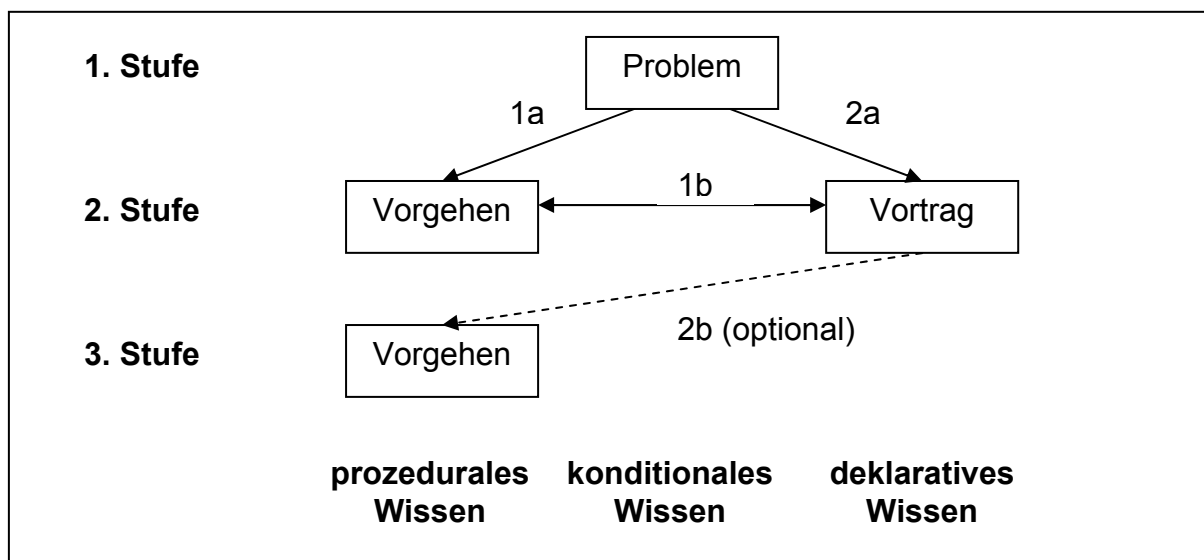 1. Stufe
Problem
1a
2a
2. Stufe
Vorgehen
1b
Vortrag
3. Stufe
Vorgehen
2b (optional)
prozedurales
Wissen
konditionales
Wissen
deklaratives
Wissen